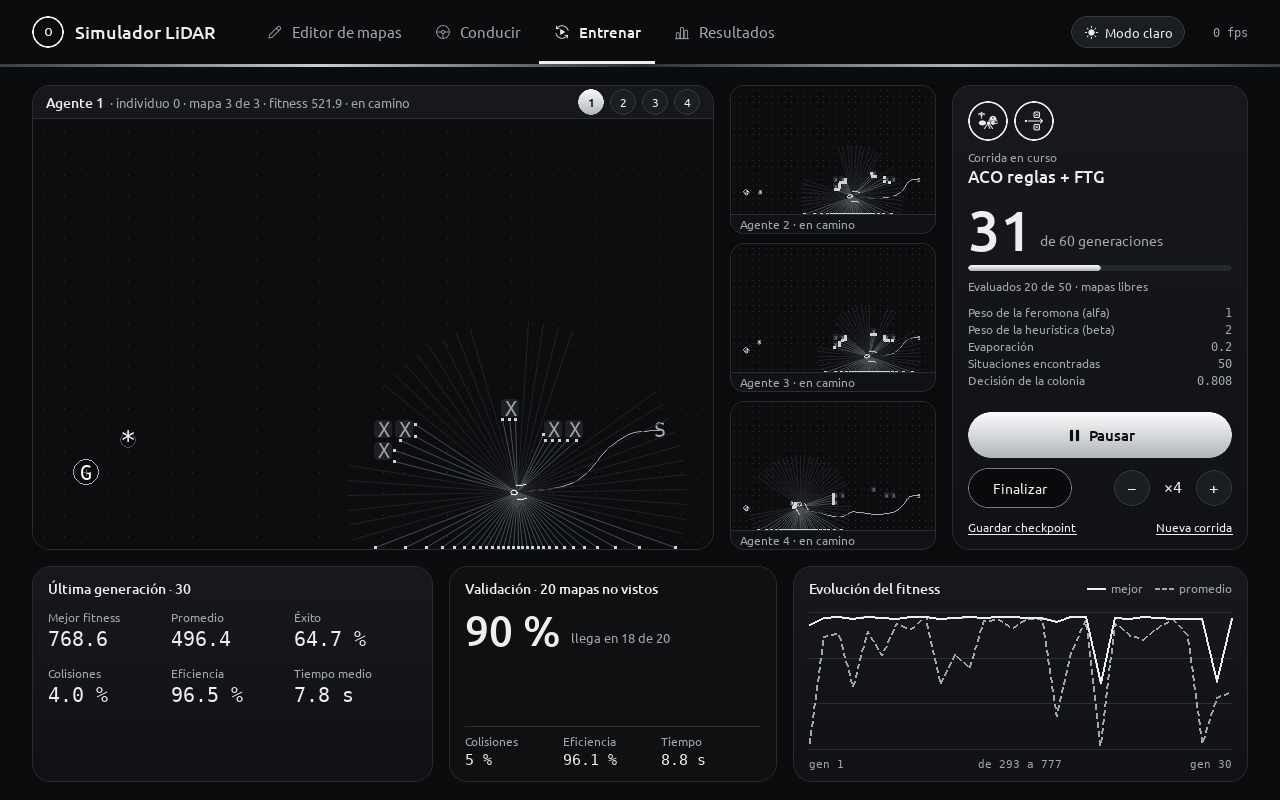 O Simulador LiDAR Editor de mapas Conducir Entrenar Resultados Modo claro 0 fps
Agente 1 · individuo 0 · mapa 3 de 3 · fitness 521.9 · en camino 1 2 3 4
X X X X X
X
S
*
G
Agente 2 · en camino
Agente 3 · en camino
Agente 4 · en camino
Corrida en curso
ACO reglas + FTG
31 de 60 generaciones
Evaluados 20 de 50 · mapas libres
Peso de la feromona (alfa) 1
Peso de la heurística (beta) 2
Evaporación 0.2
Situaciones encontradas 50
Decisión de la colonia 0.808
Pausar
Finalizar – ×4 +
Guardar checkpoint Nueva corrida
Última generación · 30
Mejor fitness Promedio Éxito
768.6 496.4 64.7 %
Colisiones Eficiencia Tiempo medio
4.0 % 96.5 % 7.8 s
Validación · 20 mapas no vistos
90 % llega en 18 de 20
Colisiones Eficiencia Tiempo
5 % 96.1 % 8.8 s
Evolución del fitness mejor promedio
gen 1 de 293 a 777 gen 30